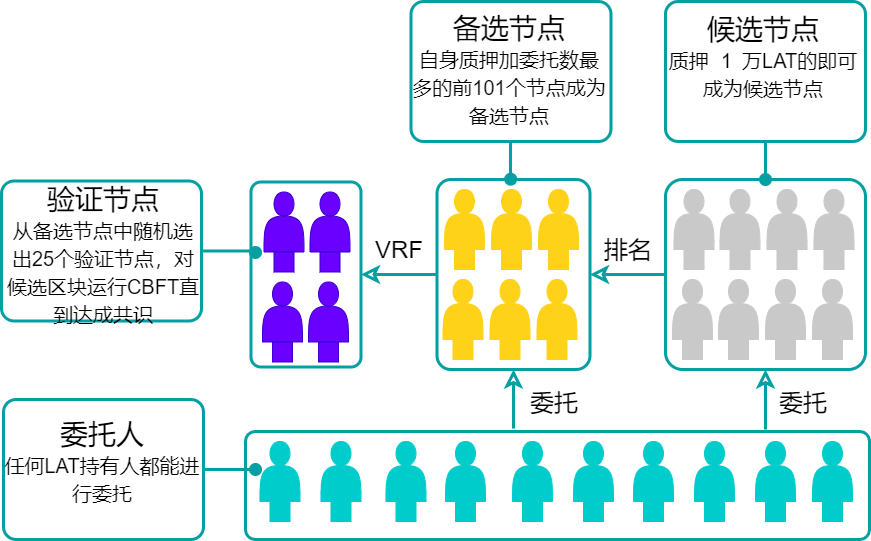 备选节点
自身质押加委托数最
多的前101个节点成为
备选节点
候选节点
质押 1 万LAT的即可
成为候选节点
验证节点
从备选节点中随机选
出25个验证节点，对
候选区块运行CBFT直
到达成共识
VRF
排名
委托
委托
委托人
任何LAT持有人都能进
行委托